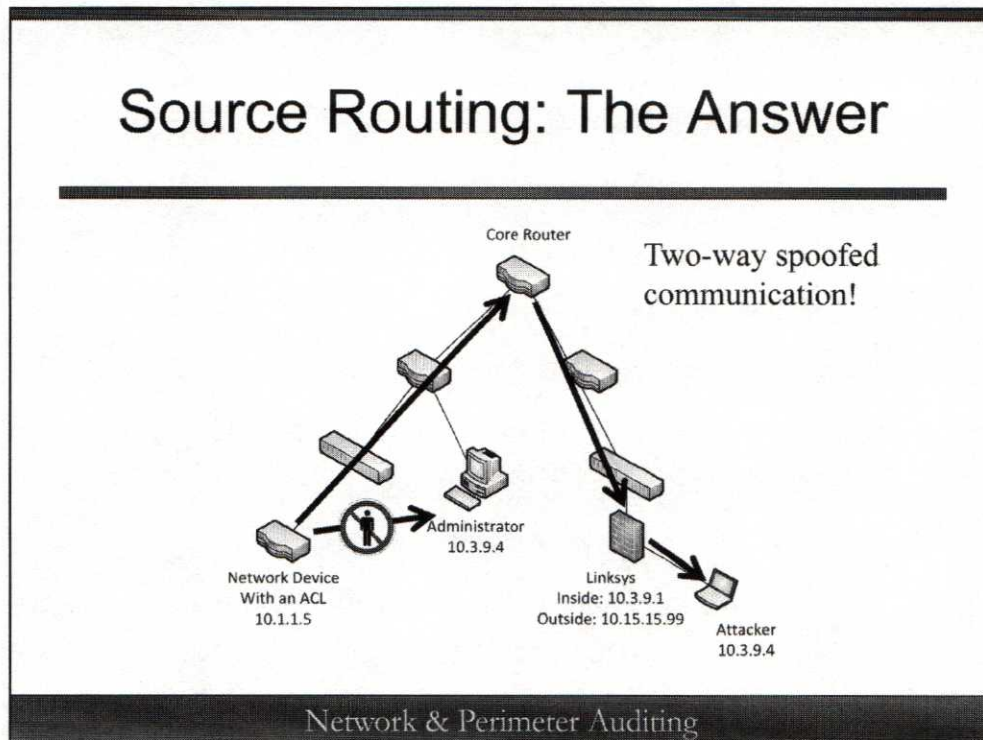 Source Routing: The Answer
Core Router
Two-way spoofed
communication!
Administrator
10.3.9.4
Network Device
With an ACL
10.1.1.5
Linksys
Inside: 10.3.9.1
Outside: 10.15.15.99
Attacker
10.3.9.4
Network & Perimeter Auditing